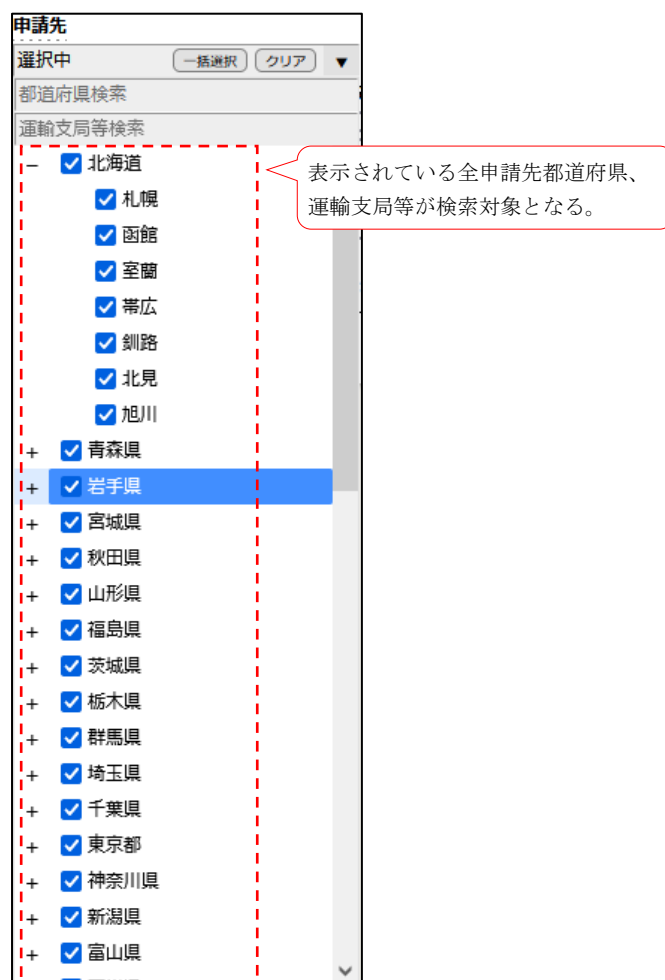 申請先
選択中 一括選択 クリア ▼
都道府県検索
運輸支局等検索
− 北海道
表示されている全申請先都道府県、
運輸支局等が検索対象となる。
札幌
函館
室蘭
帯広
釧路
北見
旭川
+ 青森県
+ 岩手県
+ 宮城県
+ 秋田県
+ 山形県
+ 福島県
+ 茨城県
+ 栃木県
+ 群馬県
+ 埼玉県
+ 千葉県
+ 東京都
+ 神奈川県
+ 新潟県
+ 富山県